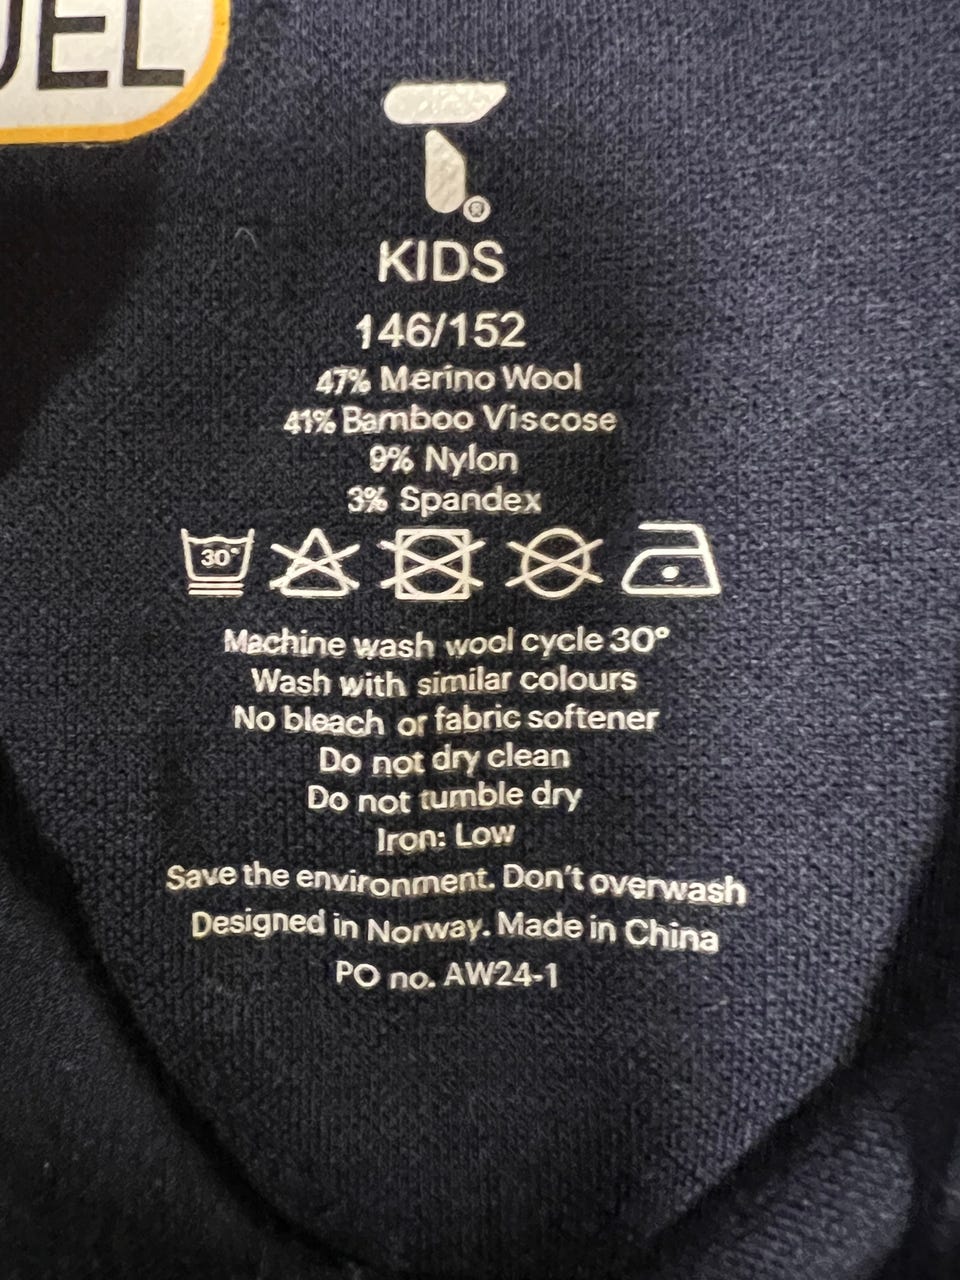 UEL
®
KIDS
146/152
47% Merino Wool
41% Bamboo Viscose
9% Nylon
3% Spandex
30°
Machine wash wool cycle 30°
Wash with similar colours
No bleach or fabric softener
Do not dry clean
Do not tumble dry
Iron: Low
Save the environment. Don't overwash
Designed in Norway. Made in China
PO no. AW24-1